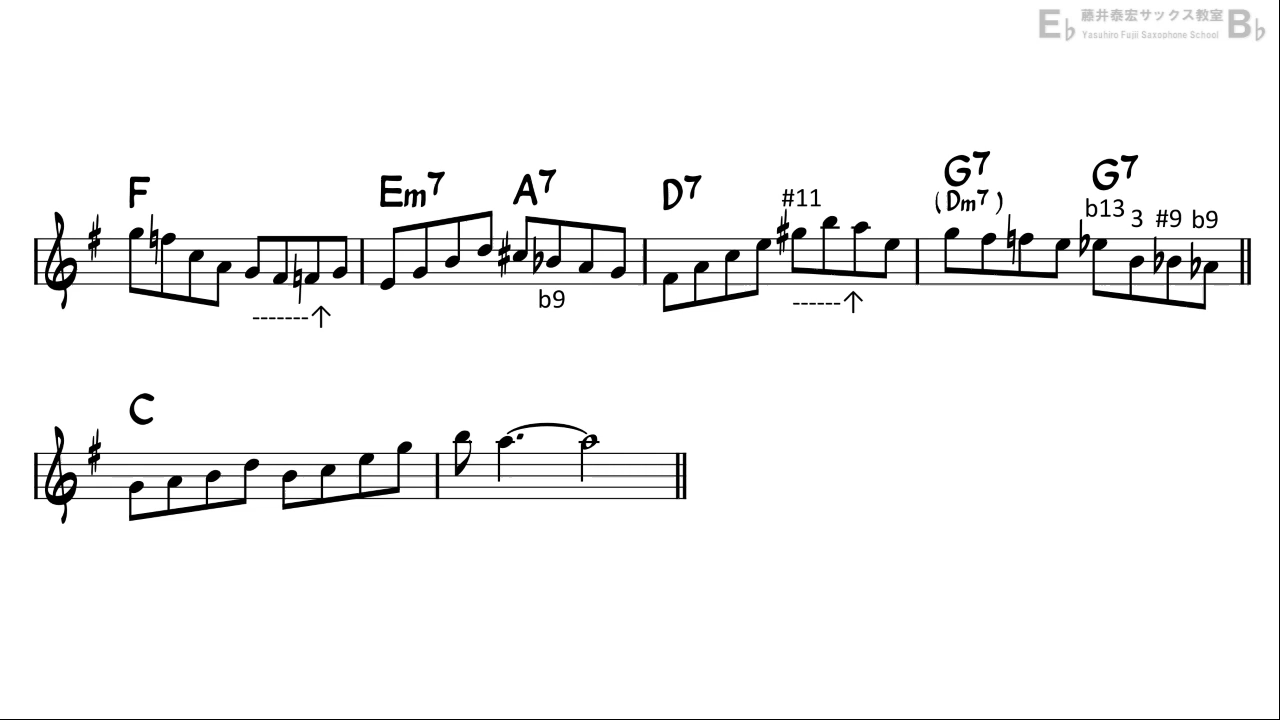 E♭ 藤井泰宏サックス教室 B♭
Yasuhiro Fujii Saxophone School
F Em7 A7 D7 G7 G7
#11 (Dm7) b13 3 #9 b9
-------↑ b9 ------↑
C